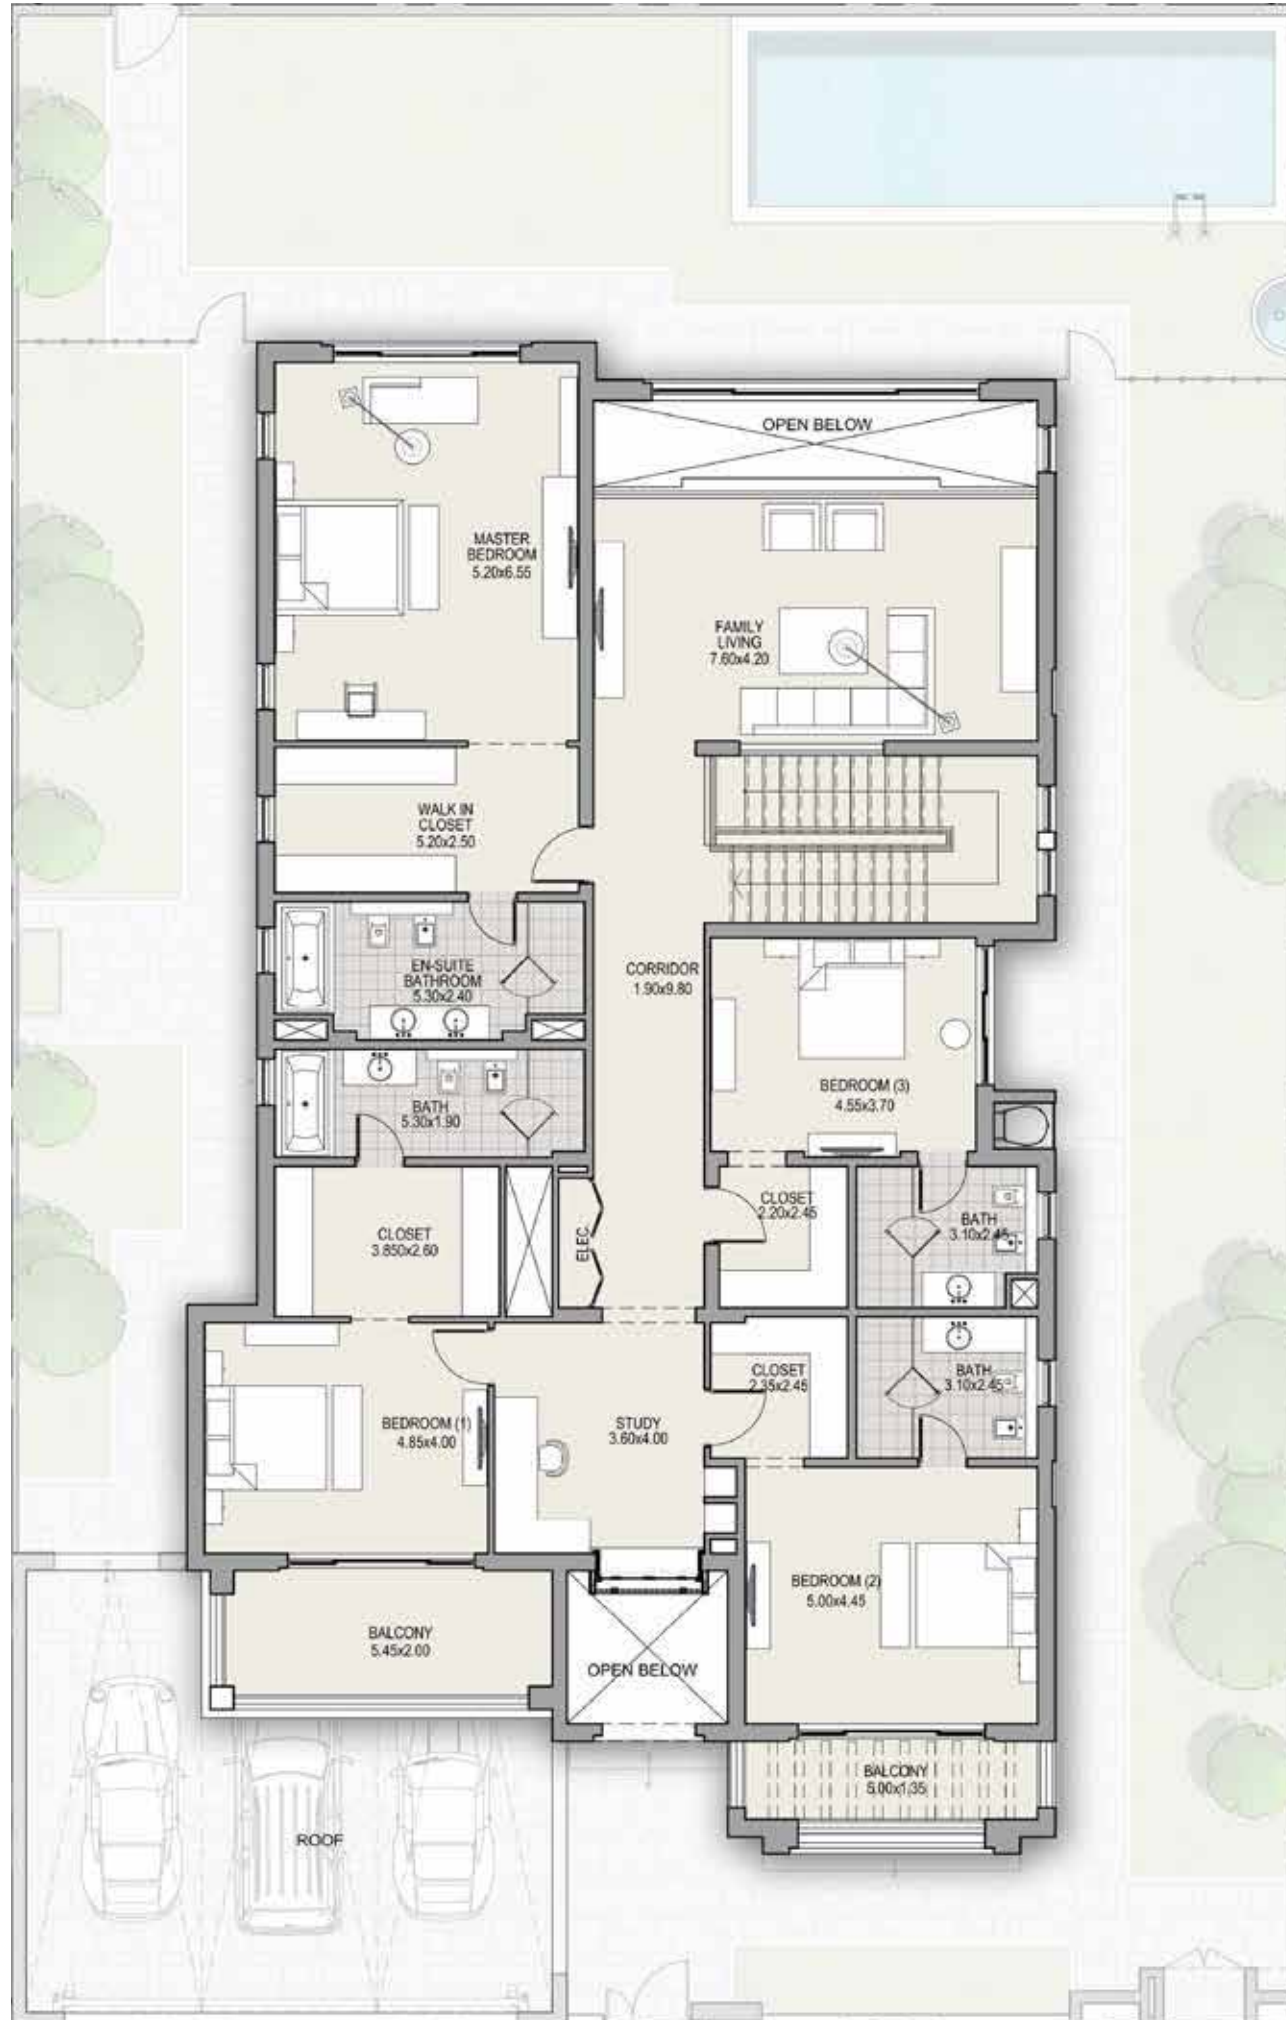 OPEN BELOW
MASTER
BEDROOM
5.20x6.55
FAMILY
LIVING
7.60x4.20
WALK IN
CLOSET
5.20x2.50
EN-SUITE
BATHROOM
5.30x2.40
CORRIDOR
1.90x9.80
BEDROOM (3)
4.55x3.70
BATH
5.30x1.90
CLOSET
3.850x2.60
ELEC
CLOSET
2.20x2.45
BATH
3.10x2.45
CLOSET
2.35x2.45
BATH
3.10x2.45
BEDROOM (1)
4.85x4.00
STUDY
3.60x4.00
BEDROOM (2)
5.00x4.45
BALCONY
5.45x2.00
OPEN BELOW
BALCONY
5.00x1.35
ROOF